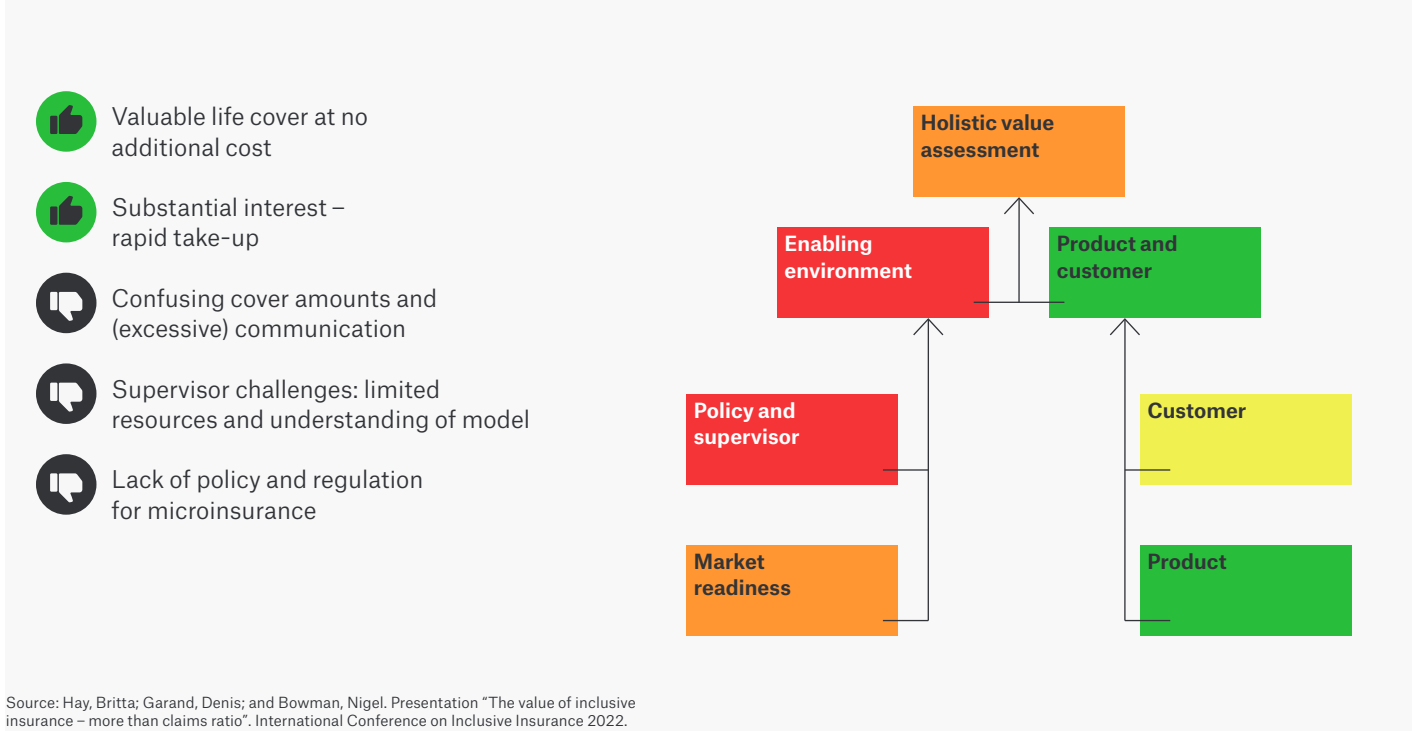 Valuable life cover at no
additional cost
Substantial interest –
rapid take-up
Confusing cover amounts and
(excessive) communication
Supervisor challenges: limited
resources and understanding of model
Lack of policy and regulation
for microinsurance
Holistic value
assessment
Enabling
environment
Product and
customer
Policy and
supervisor
Customer
Market
readiness
Product
Source: Hay, Britta; Garand, Denis; and Bowman, Nigel. Presentation “The value of inclusive
insurance – more than claims ratio”. International Conference on Inclusive Insurance 2022.